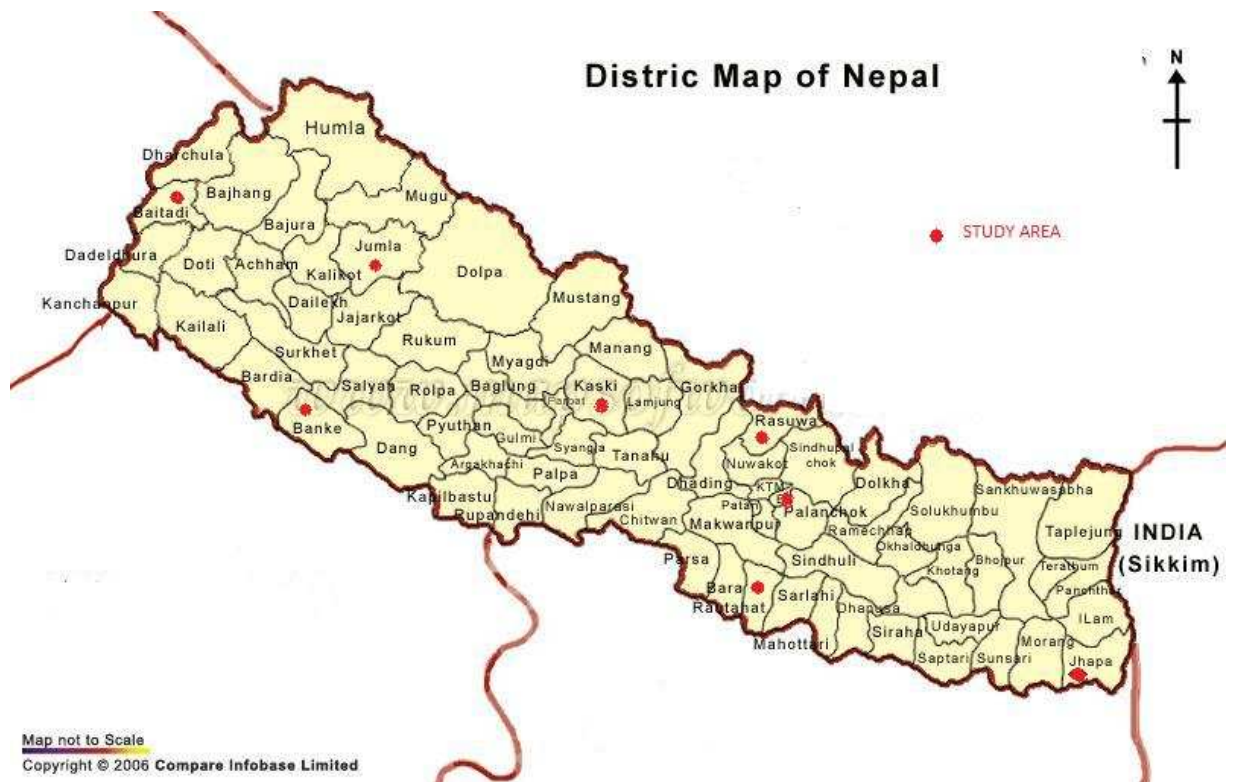 Distric Map of Nepal
N
Humla
Dharchula
Bajhang
Mugu
Baitadi
Bajura
STUDY AREA
Jumla
Dadeldhura
Doti
Achham
Kalikot
Dolpa
Mustang
Kanchanpur
Dailekh
Kailali
Jajarkot
Rukum
Surkhet
Myagdi
Manang
Bardia
Salyan
Rolpa
Baglung
Kaski
Gorkha
Parbat
Lamjung
Banke
Pyuthan
Rasuwa
Gulmi
Syangja
Sindhupal
chok
Dang
Tanahu
Nuwakot
Argakhachi
Palpa
Dhading
Dolkha
KTM
Sankhuwasabha
Kapilbastu
Nawalparasi
Patan
Palanchok
Solukhumbu
Rupandehi
Chitwan
Makwanpur
Ramechhap
Taplejung
INDIA
(Sikkim)
Okhaldhunga
Parsa
Sindhuli
Khotang
Bhojpur
Terathum
Panchthar
Bara
Sarlahi
Rautahat
Dhanusa
ILam
Siraha
Udayapur
Mahottari
Morang
Saptari
Sunsari
Jhapa
Map not to Scale
Copyright © 2006 Compare Infobase Limited